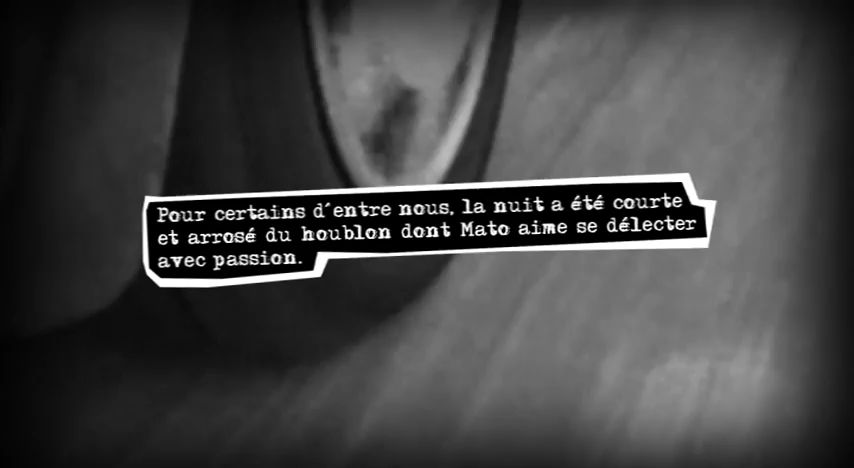 Pour certains d'entre nous, la nuit a été courte
et arrosé du houblon dont Mato aime se délecter
avec passion.